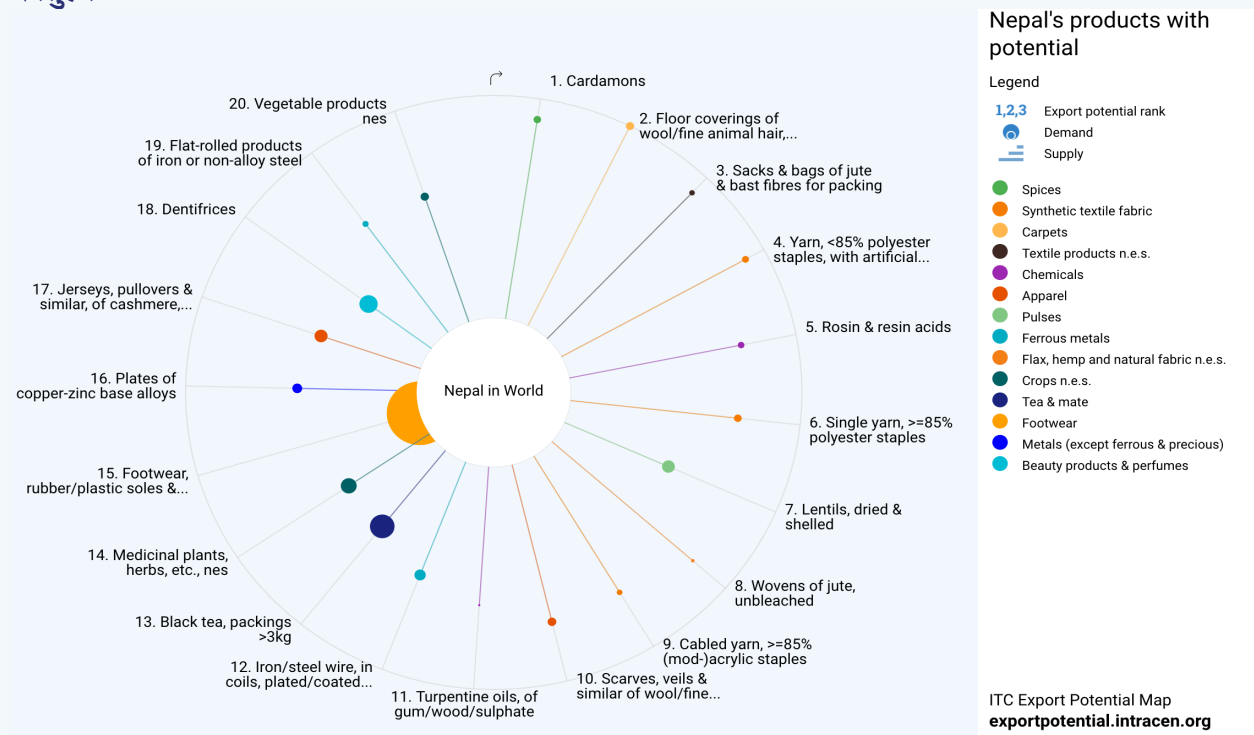 Nepal's products with
potential
Legend
1,2,3 Export potential rank
Demand
Supply
Spices
Synthetic textile fabric
Carpets
Textile products n.e.s.
Chemicals
Apparel
Pulses
Ferrous metals
Flax, hemp and natural fabric n.e.s.
Crops n.e.s.
Tea & mate
Footwear
Metals (except ferrous & precious)
Beauty products & perfumes
ITC Export Potential Map
exportpotential.intracen.org
Nepal in World
1. Cardamons
2. Floor coverings of
wool/fine animal hair,...
3. Sacks & bags of jute
& bast fibres for packing
4. Yarn, <85% polyester
staples, with artificial...
5. Rosin & resin acids
6. Single yarn, >=85%
polyester staples
7. Lentils, dried &
shelled
8. Wovens of jute,
unbleached
9. Cabled yarn, >=85%
(mod-)acrylic staples
10. Scarves, veils &
similar of wool/fine...
11. Turpentine oils, of
gum/wood/sulphate
12. Iron/steel wire, in
coils, plated/coated...
13. Black tea, packings
>3kg
14. Medicinal plants,
herbs, etc., nes
15. Footwear,
rubber/plastic soles &...
16. Plates of
copper-zinc base alloys
17. Jerseys, pullovers &
similar, of cashmere,...
18. Dentifrices
19. Flat-rolled products
of iron or non-alloy steel
20. Vegetable products
nes